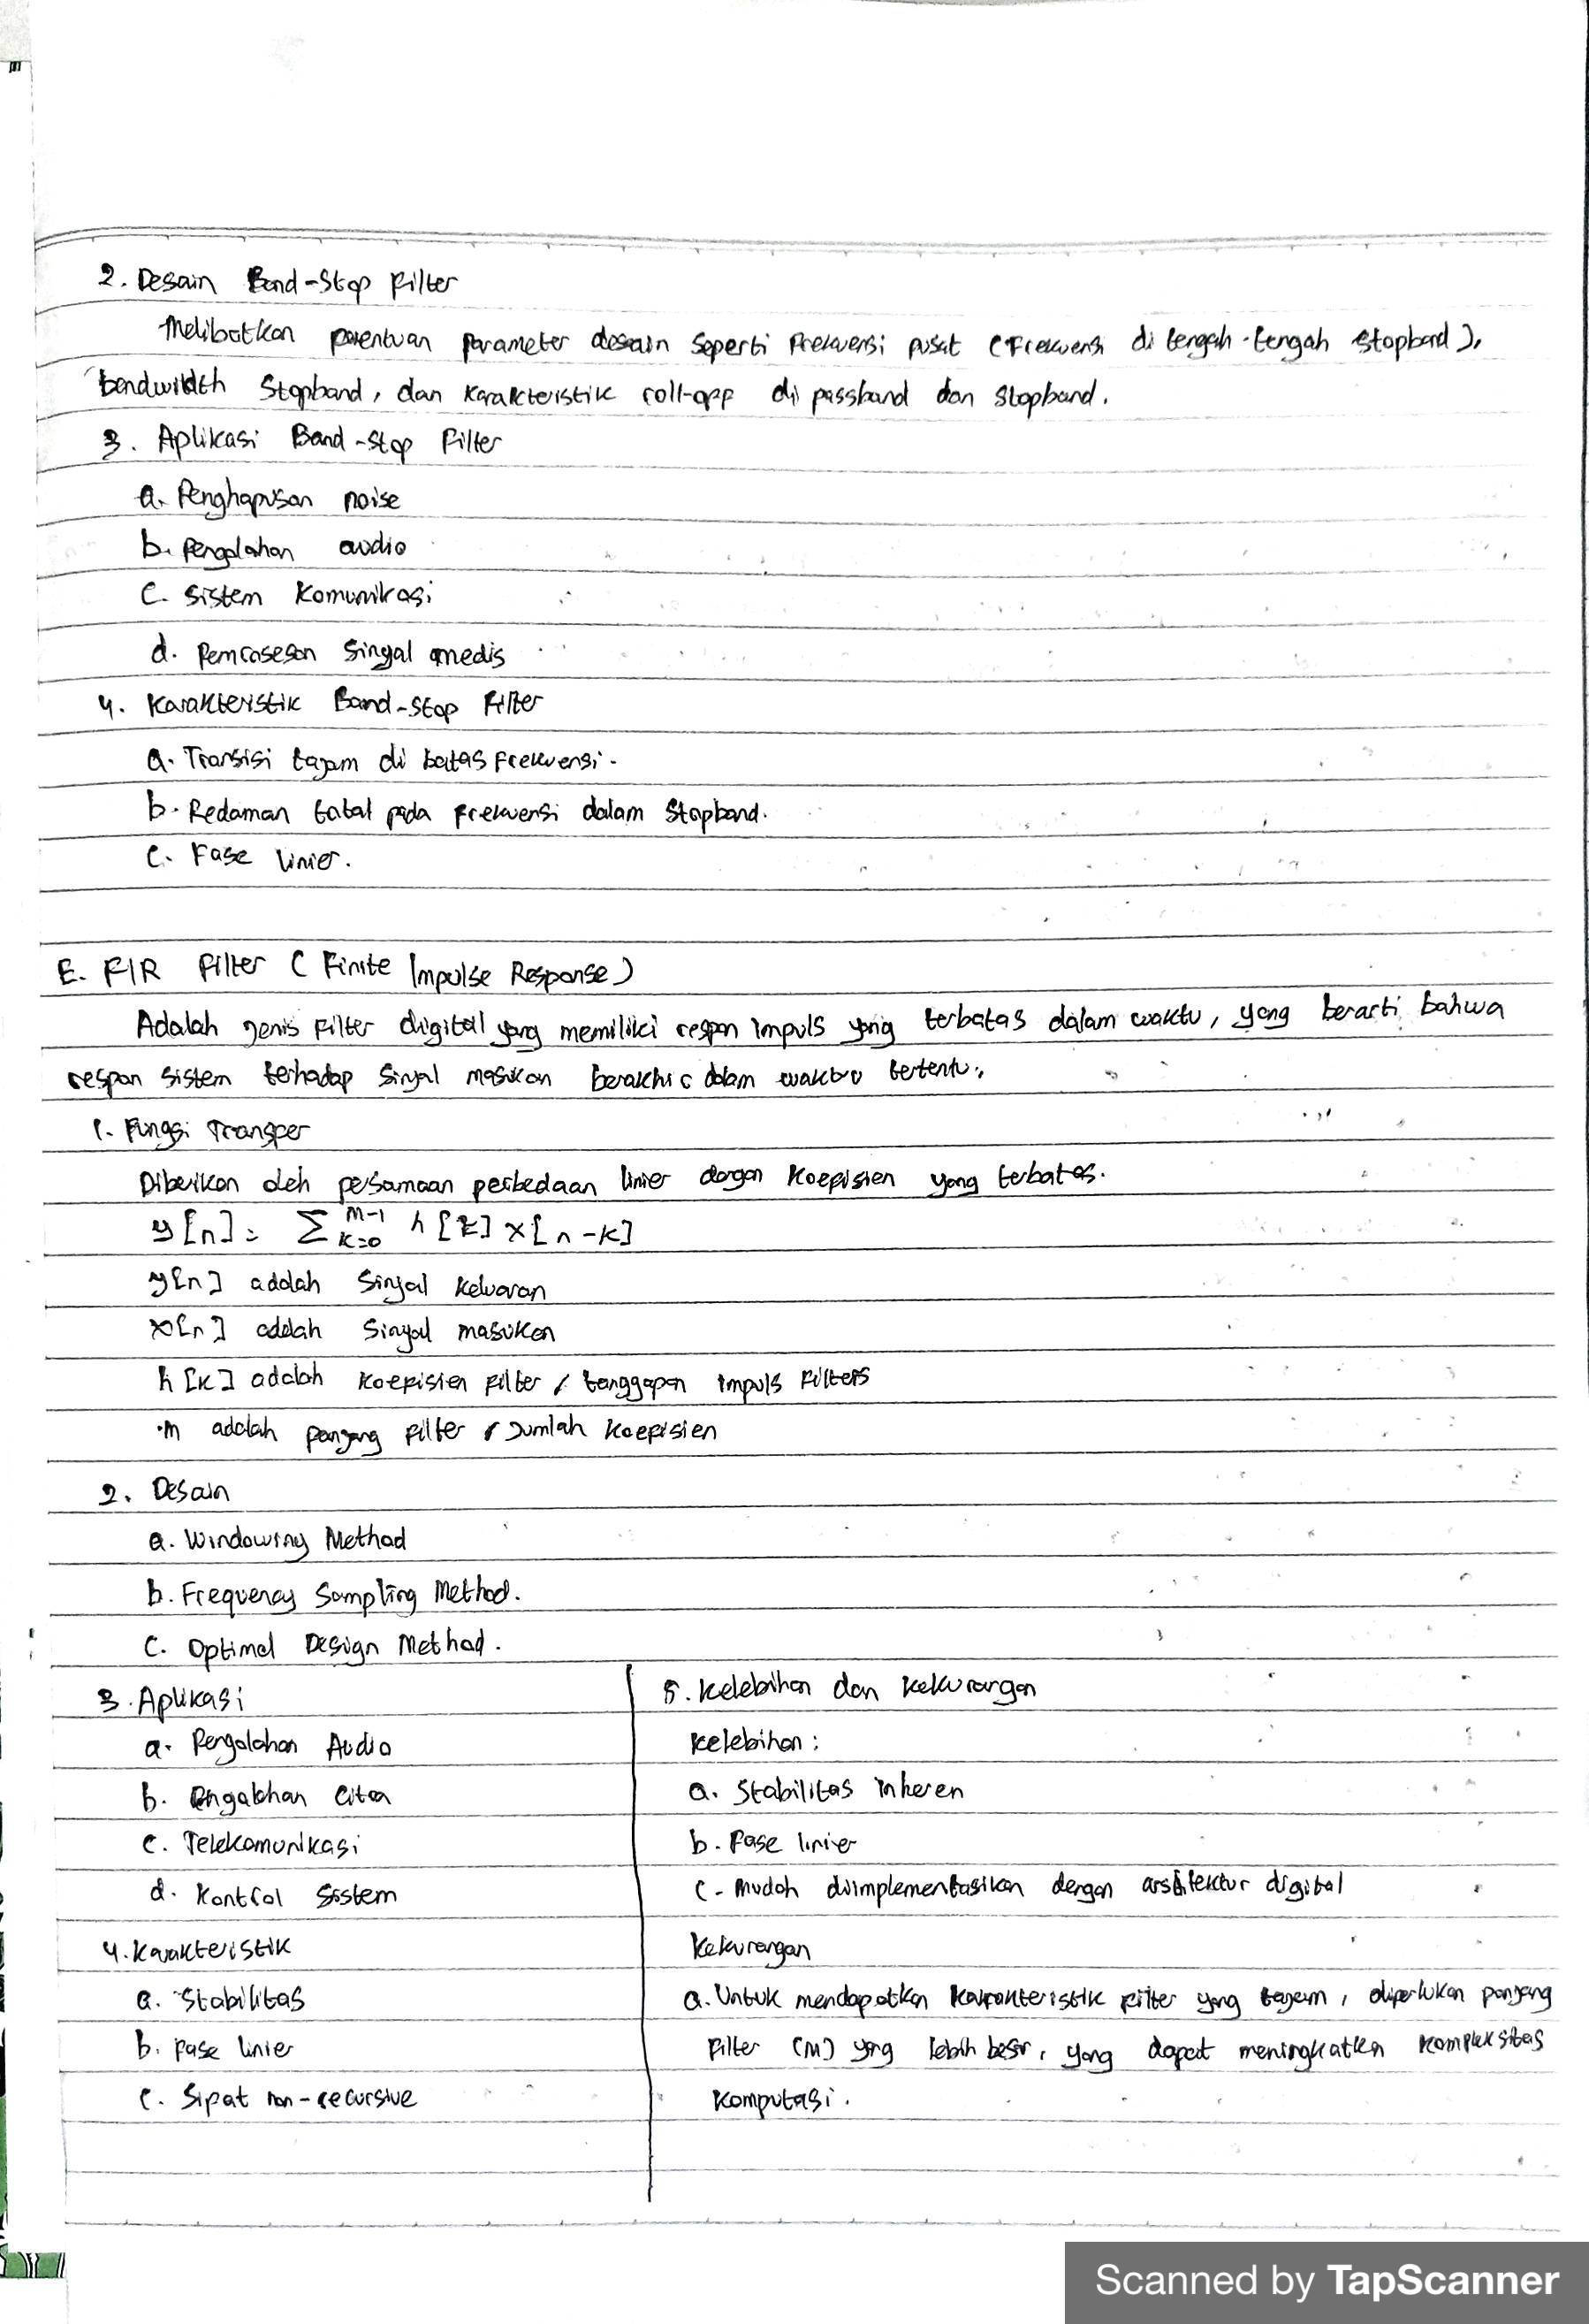 2. Desain Band-Stop Filter
Melibatkan penentuan parameter desain seperti frekuensi pusat (frekuensi di tengah-tengah stopband),
bandwidth stopband, dan karakteristik roll-off di passband dan stopband.
3. Aplikasi Band-Stop Filter
a. Penghapusan noise
b. Pengolahan audio
c. Sistem Komunikasi
d. Pemrosesan Sinyal medis
4. Karakteristik Band-Stop Filter
a. Transisi tajam di batas frekuensi.
b. Redaman total pada frekuensi dalam stopband.
c. Fase linier.
E. FIR Filter (Finite Impulse Response)
Adalah jenis filter digital yang memiliki respon impuls yang terbatas dalam waktu, yang berarti bahwa
respon sistem terhadap sinyal masukan berakhir dalam waktu tertentu.
1. Fungsi Transfer
Diberikan oleh persamaan perbedaan linier dengan koefisien yang terbatas.
y[n] = Σ_{k=0}^{M-1} h[k] x[n-k]
y[n] adalah Sinyal Keluaran
x[n] adalah Sinyal masukan
h[k] adalah koefisien filter / tanggapan impuls filters
M adalah panjang filter / Jumlah Koefisien
2. Desain
a. Windowing Method
b. Frequency Sampling Method.
c. Optimal Design Method.
3. Aplikasi
a. Pengolahan Audio
b. Pengolahan Citra
c. Telekomunikasi
d. Kontrol Sistem
4. Karakteristik
a. Stabilitas
b. Fase linier
c. Sifat non-recursive
5. Kelebihan dan Kekurangan
Kelebihan:
a. Stabilitas inheren
b. Fase linier
c. Mudah diimplementasikan dengan arsitektur digital
Kekurangan
a. Untuk mendapatkan Karakteristik filter yang tajam, diperlukan panjang
filter (M) yang lebih besar, yang dapat meningkatkan kompleksitas
komputasi.
Scanned by TapScanner